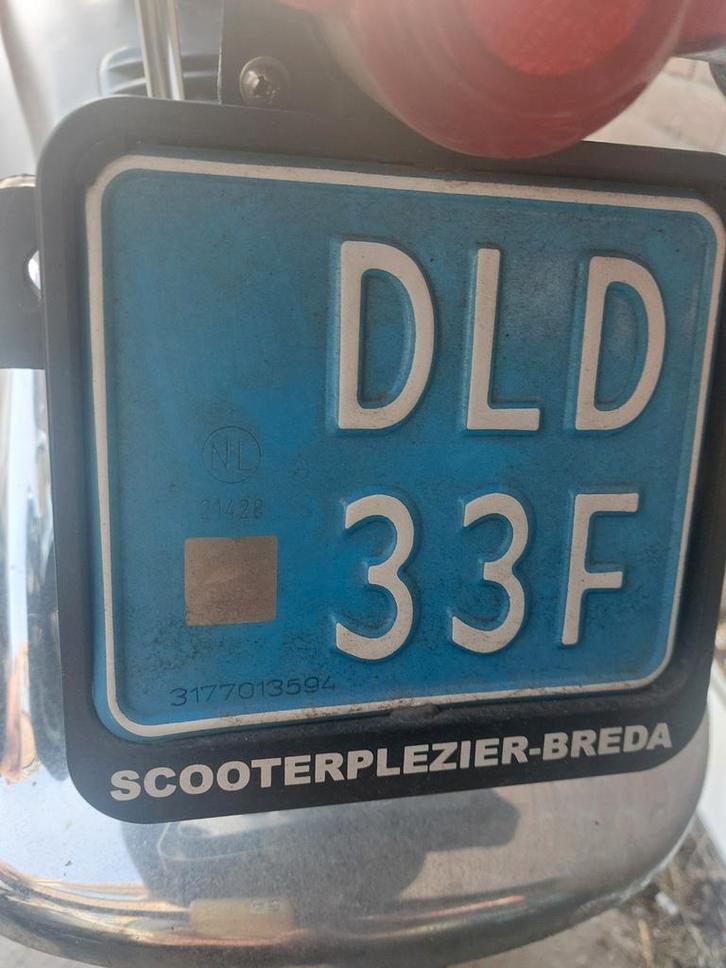 DLD
NL
21428
33F
3177013594
SCOOTERPLEZIER-BREDA